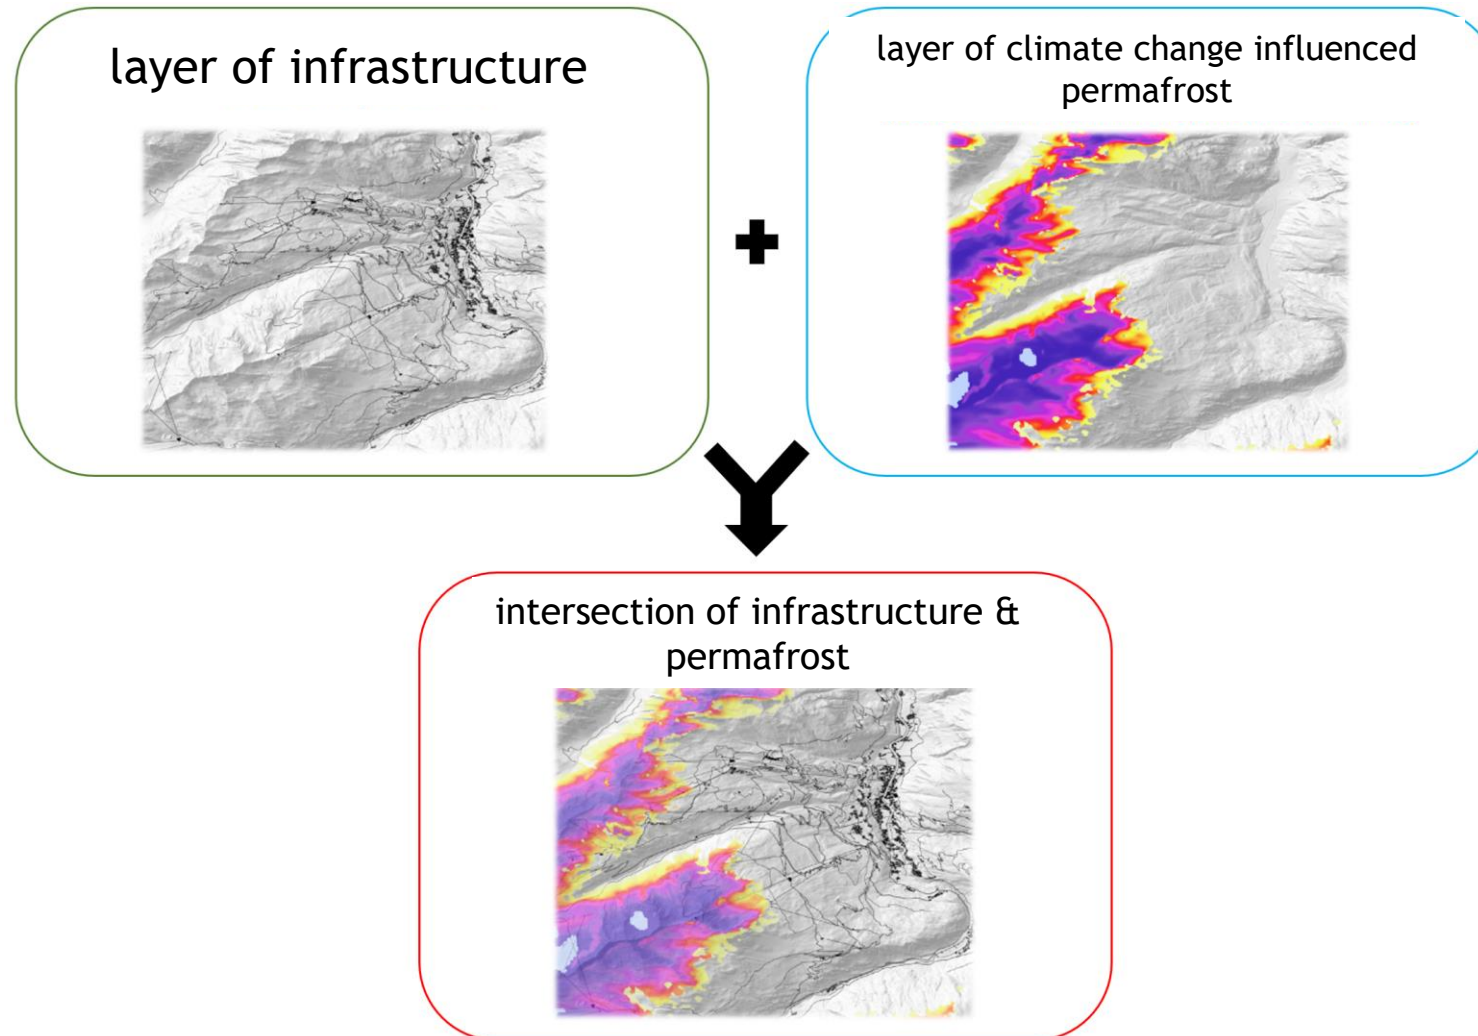 layer of infrastructure
layer of climate change influenced
permafrost
intersection of infrastructure &
permafrost